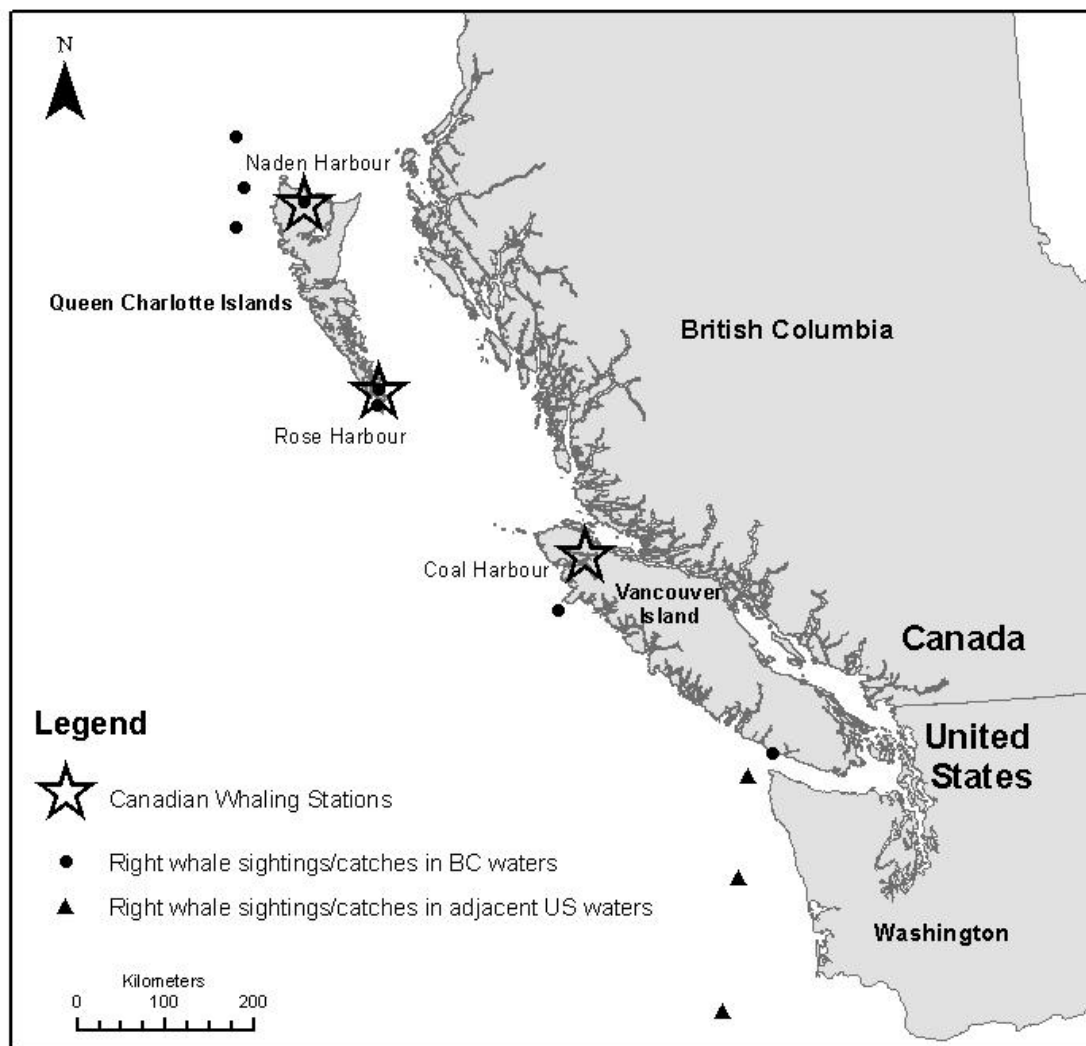 N
Naden Harbour
Queen Charlotte Islands
British Columbia
Rose Harbour
Coal Harbour
Vancouver
Island
Canada
United
States
Washington
Legend
Canadian Whaling Stations
Right whale sightings/catches in BC waters
Right whale sightings/catches in adjacent US waters
Kilometers
0 100 200